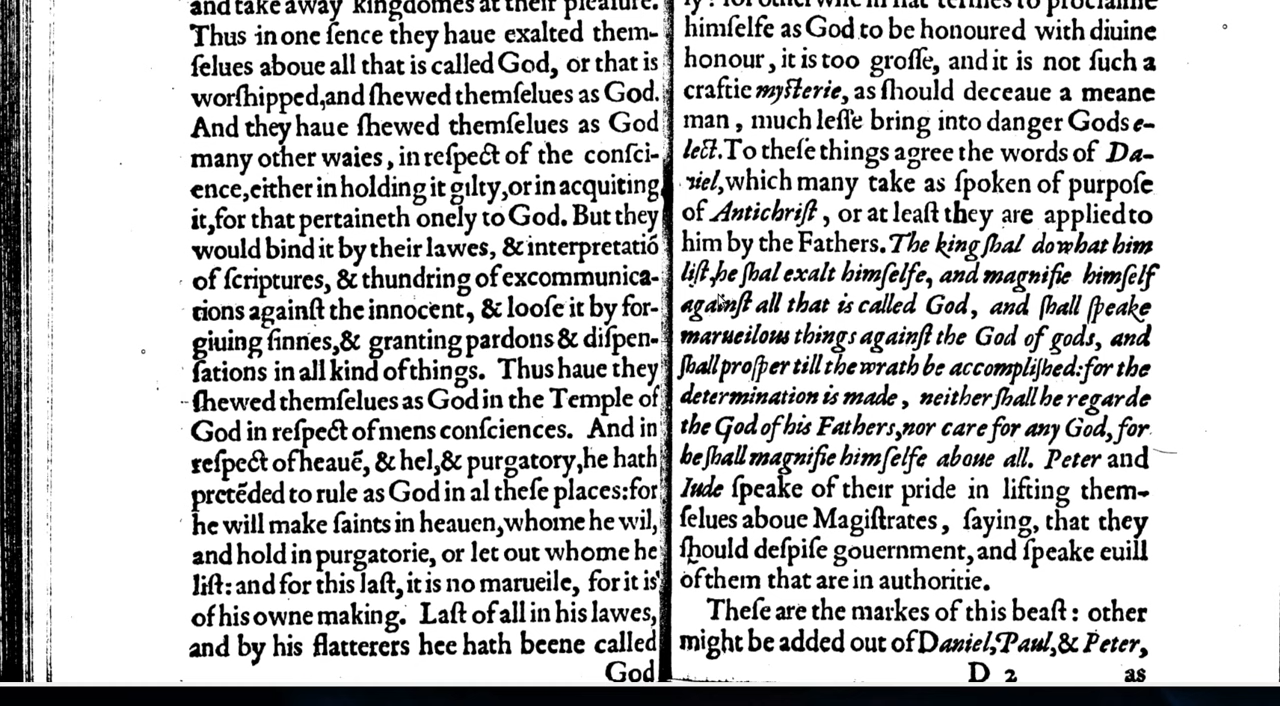 and take away kingdomes at their pleasure.
Thus in one ſence they haue exalted them-
ſelues aboue all that is called God, or that is
worſhipped,and ſhewed themſelues as God.
And they haue ſhewed themſelues as God
many other waies, in reſpect of the conſci-
ence,either in holding it gilty,or in acquiting
it,for that pertaineth onely to God. But they
would bind it by their lawes, & interpretatiō
of ſcriptures, & thundring of excommunica-
tions againſt the innocent, & looſe it by for-
giuing ſinnes,& granting pardons & diſpen-
ſations in all kind of things. Thus haue they
ſhewed themſelues as God in the Temple of
God in reſpect of mens conſciences. And in
reſpect of heauē, & hel,& purgatory,he hath
pretēded to rule as God in al theſe places:for
he will make ſaints in heauen,whome he wil,
and hold in purgatorie, or let out whome he
liſt: and for this laſt, it is no marueile, for it is
of his owne making. Laſt of all in his lawes,
and by his flatterers hee hath beene called
God
to proclaime
himſelfe as God to be honoured with diuine
honour, it is too groſſe, and it is not ſuch a
craftie myſterie, as ſhould deceaue a meane
man, much leſſe bring into danger Gods e-
lect. To theſe things agree the words of Da-
niel,which many take as ſpoken of purpoſe
of Antichriſt, or at leaſt they are applied to
him by the Fathers. The king ſhal do what him
liſt,he ſhal exalt himſelfe, and magnifie himſelf
againſt all that is called God, and ſhall ſpeake
marueilous things againſt the God of gods, and
ſhall proſper till the wrath be accompliſhed:for the
determination is made, neither ſhall he regarde
the God of his Fathers,nor care for any God, for
he ſhall magnifie himſelfe aboue all. Peter and
Iude ſpeake of their pride in lifting them-
ſelues aboue Magiſtrates, ſaying, that they
ſhould deſpiſe gouernment,and ſpeake euill
of them that are in authoritie.
Theſe are the markes of this beaſt: other
might be added out of Daniel,Paul,& Peter,
D 2 as